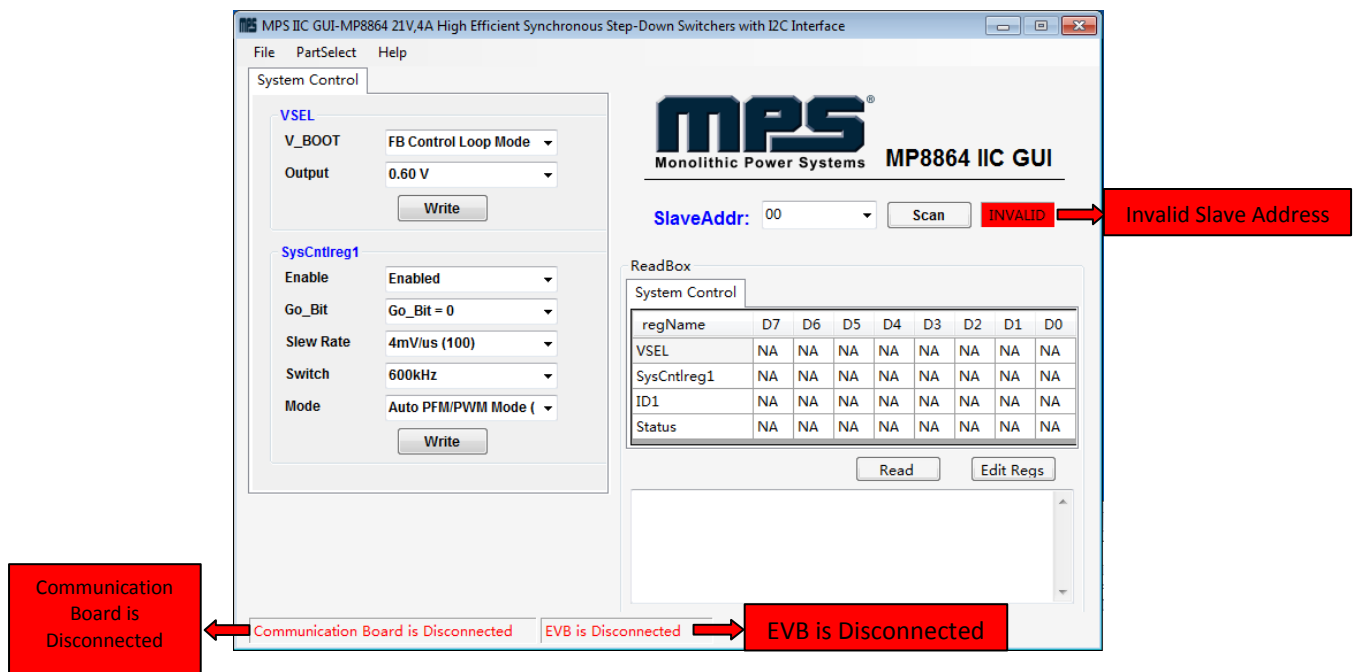 MPS IIC GUI-MP8864 21V,4A High Efficient Synchronous Step-Down Switchers with I2C Interface
File PartSelect Help
System Control
VSEL
V_BOOT FB Control Loop Mode
Output 0.60 V
Write
SysCntlreg1
Enable Enabled
Go_Bit Go_Bit = 0
Slew Rate 4mV/us (100)
Switch 600kHz
Mode Auto PFM/PWM Mode (
Write
MPS®
Monolithic Power Systems
MP8864 IIC GUI
SlaveAddr: 00 Scan INVALID
Invalid Slave Address
ReadBox
System Control
regName D7 D6 D5 D4 D3 D2 D1 D0
VSEL NA NA NA NA NA NA NA NA
SysCntlreg1 NA NA NA NA NA NA NA NA
ID1 NA NA NA NA NA NA NA NA
Status NA NA NA NA NA NA NA NA
Read Edit Regs
Communication
Board is
Disconnected
Communication Board is Disconnected EVB is Disconnected
EVB is Disconnected